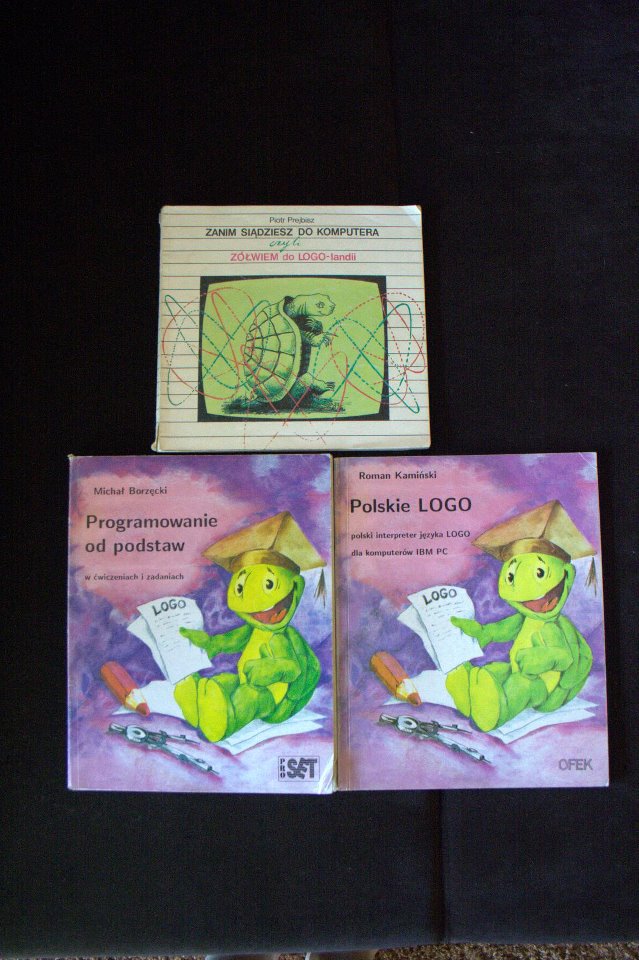 Piotr Prejbisz
ZANIM SIĄDZIESZ DO KOMPUTERA
czyli
ŻÓŁWIEM do LOGO-landii
Michał Borzęcki
Programowanie
od podstaw
w ćwiczeniach i zadaniach
LOGO
PRO
SET
Roman Kamiński
Polskie LOGO
polski interpreter języka LOGO
dla komputerów IBM PC
LOGO
OFEK